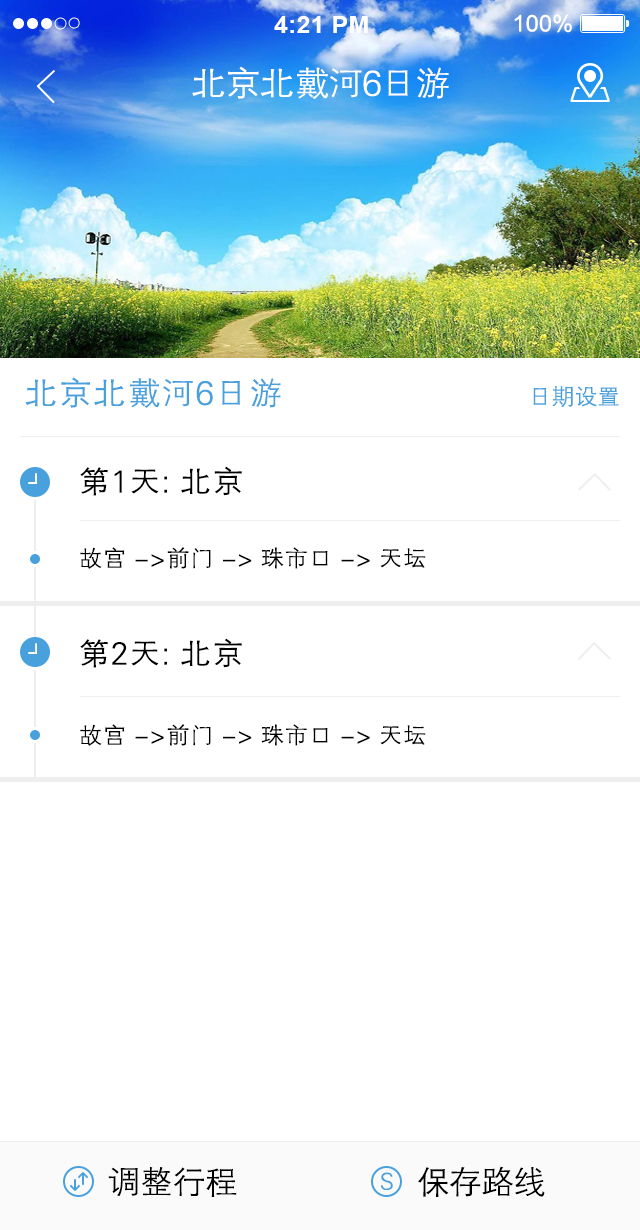 4:21 PM 100%
北京北戴河6日游
北京北戴河6日游 日期设置
第1天: 北京
故宫 –>前门 –> 珠市口 –> 天坛
第2天: 北京
故宫 –>前门 –> 珠市口 –> 天坛
调整行程 S 保存路线